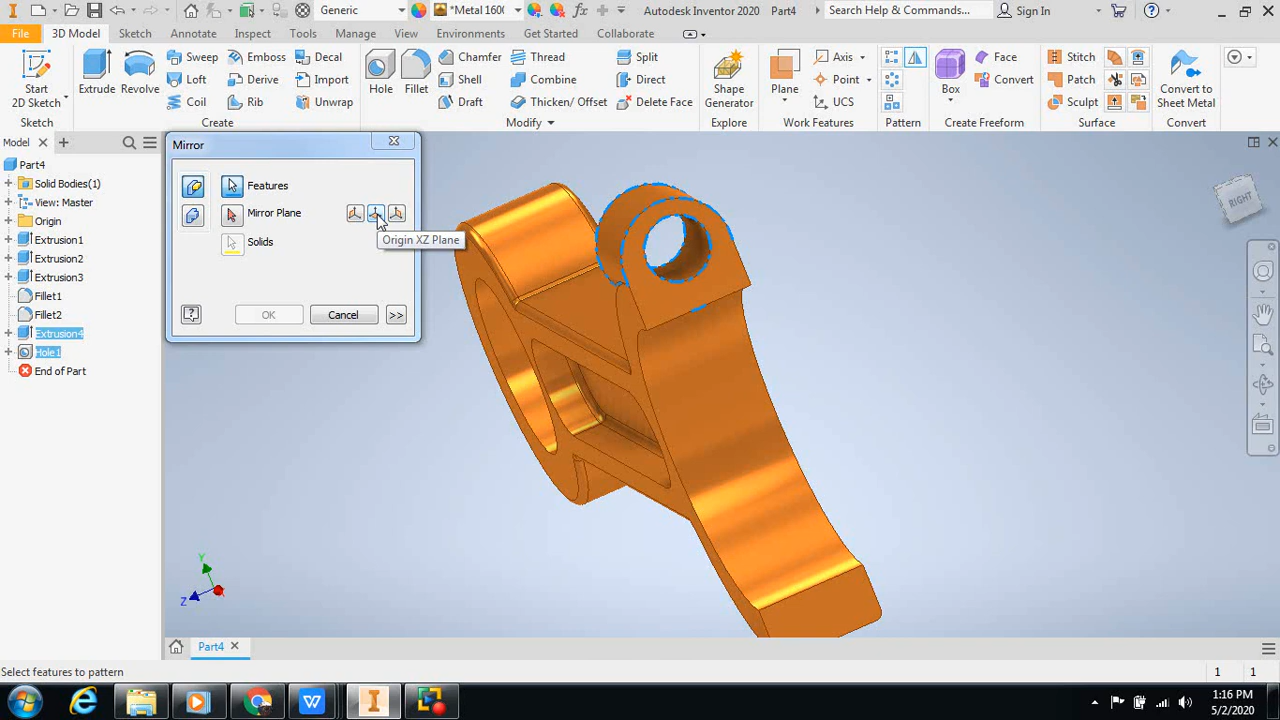 Generic
*Metal 1600
Autodesk Inventor 2020 Part4
Search Help & Commands...
Sign In
File 3D Model Sketch Annotate Inspect Tools Manage View Environments Get Started Collaborate
Start
2D Sketch
Sketch
Extrude
Revolve
Sweep
Loft
Coil
Emboss
Derive
Rib
Decal
Import
Unwrap
Create
Hole
Fillet
Chamfer
Shell
Draft
Thread
Combine
Thicken/ Offset
Split
Direct
Delete Face
Modify
Shape
Generator
Explore
Plane
Axis
Point
UCS
Work Features
Pattern
Box
Face
Convert
Create Freeform
Stitch
Patch
Sculpt
Surface
Convert to
Sheet Metal
Convert
Model
Part4
Solid Bodies(1)
View: Master
Origin
Extrusion1
Extrusion2
Extrusion3
Fillet1
Fillet2
Extrusion4
Hole1
End of Part
Mirror
Features
Mirror Plane
Solids
Origin XZ Plane
OK
Cancel
>>
RIGHT
Y
Z
Part4
Select features to pattern
1 1
1:16 PM
5/2/2020